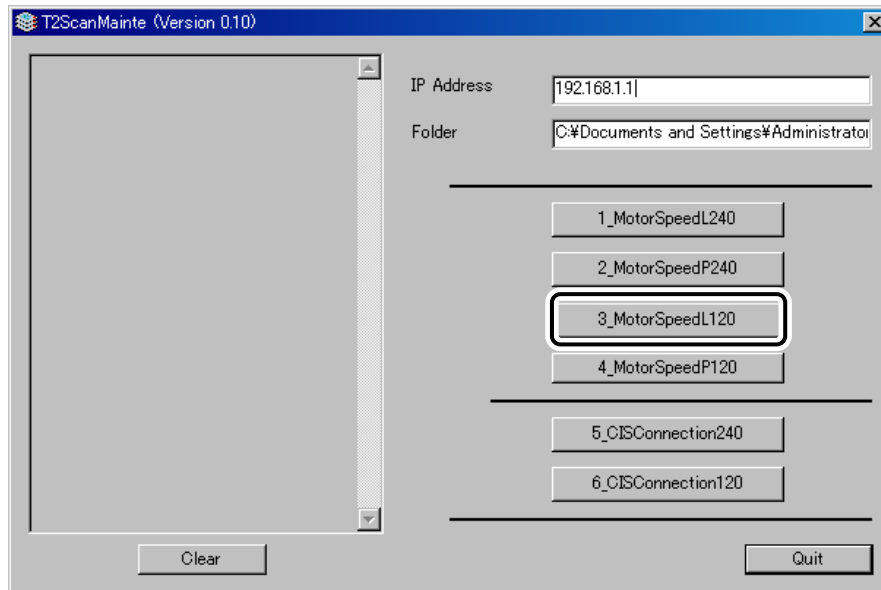 T2ScanMainte (Version 0.10)
IP Address
192.168.1.1
Folder
C:¥Documents and Settings¥Administrator
1_MotorSpeedL240
2_MotorSpeedP240
3_MotorSpeedL120
4_MotorSpeedP120
5_CISConnection240
6_CISConnection120
Clear
Quit